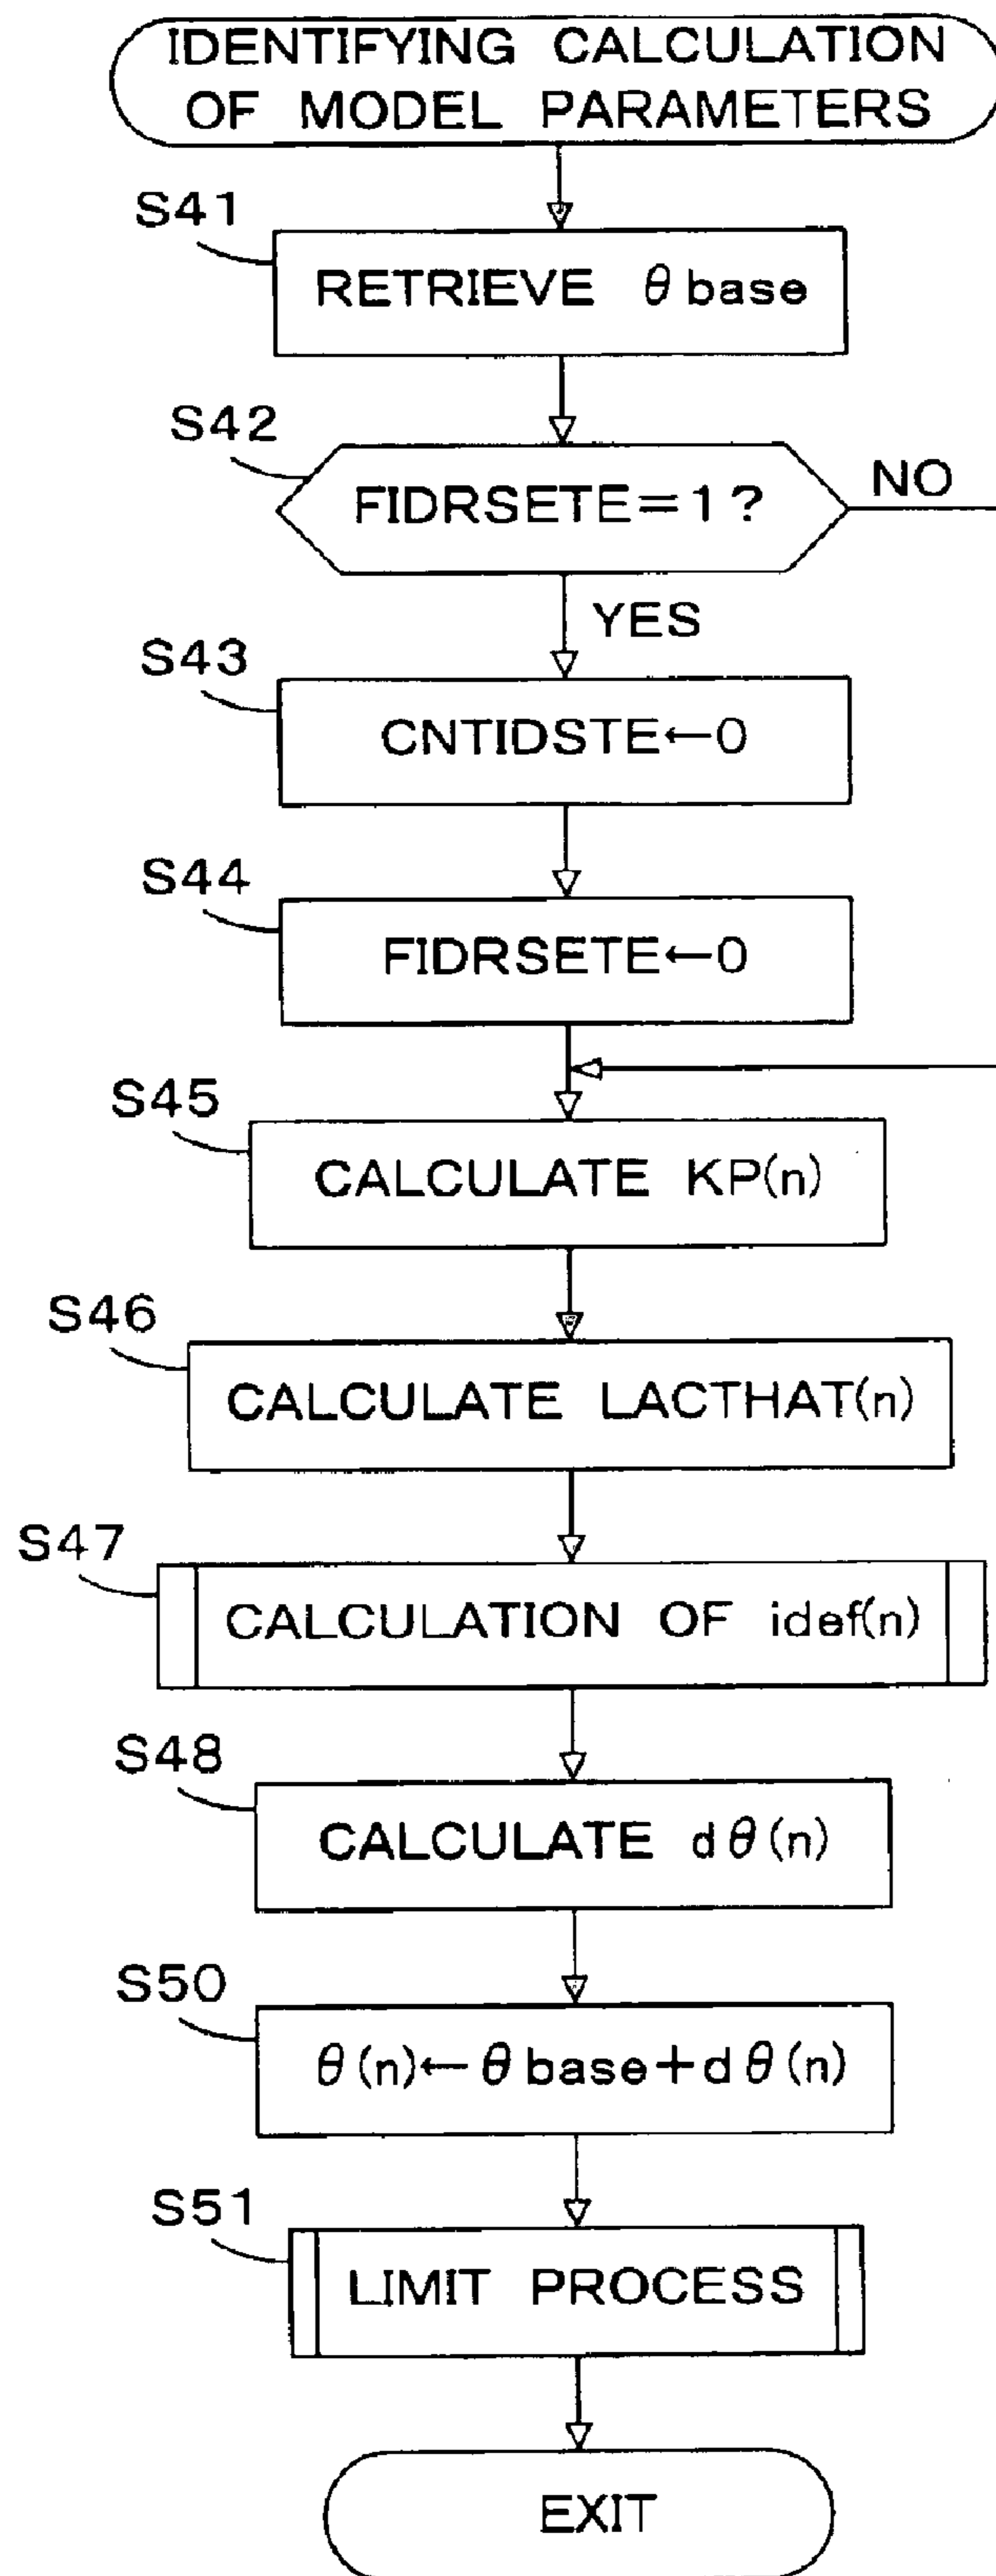 IDENTIFYING CALCULATION
OF MODEL PARAMETERS
S41
RETRIEVE θbase
S42
FIDRSETE=1?
NO
YES
S43
CNTIDSTE←0
S44
FIDRSETE←0
S45
CALCULATE KP(n)
S46
CALCULATE LACTHAT(n)
S47
CALCULATION OF idef(n)
S48
CALCULATE dθ(n)
S50
θ(n)←θbase+dθ(n)
S51
LIMIT PROCESS
EXIT